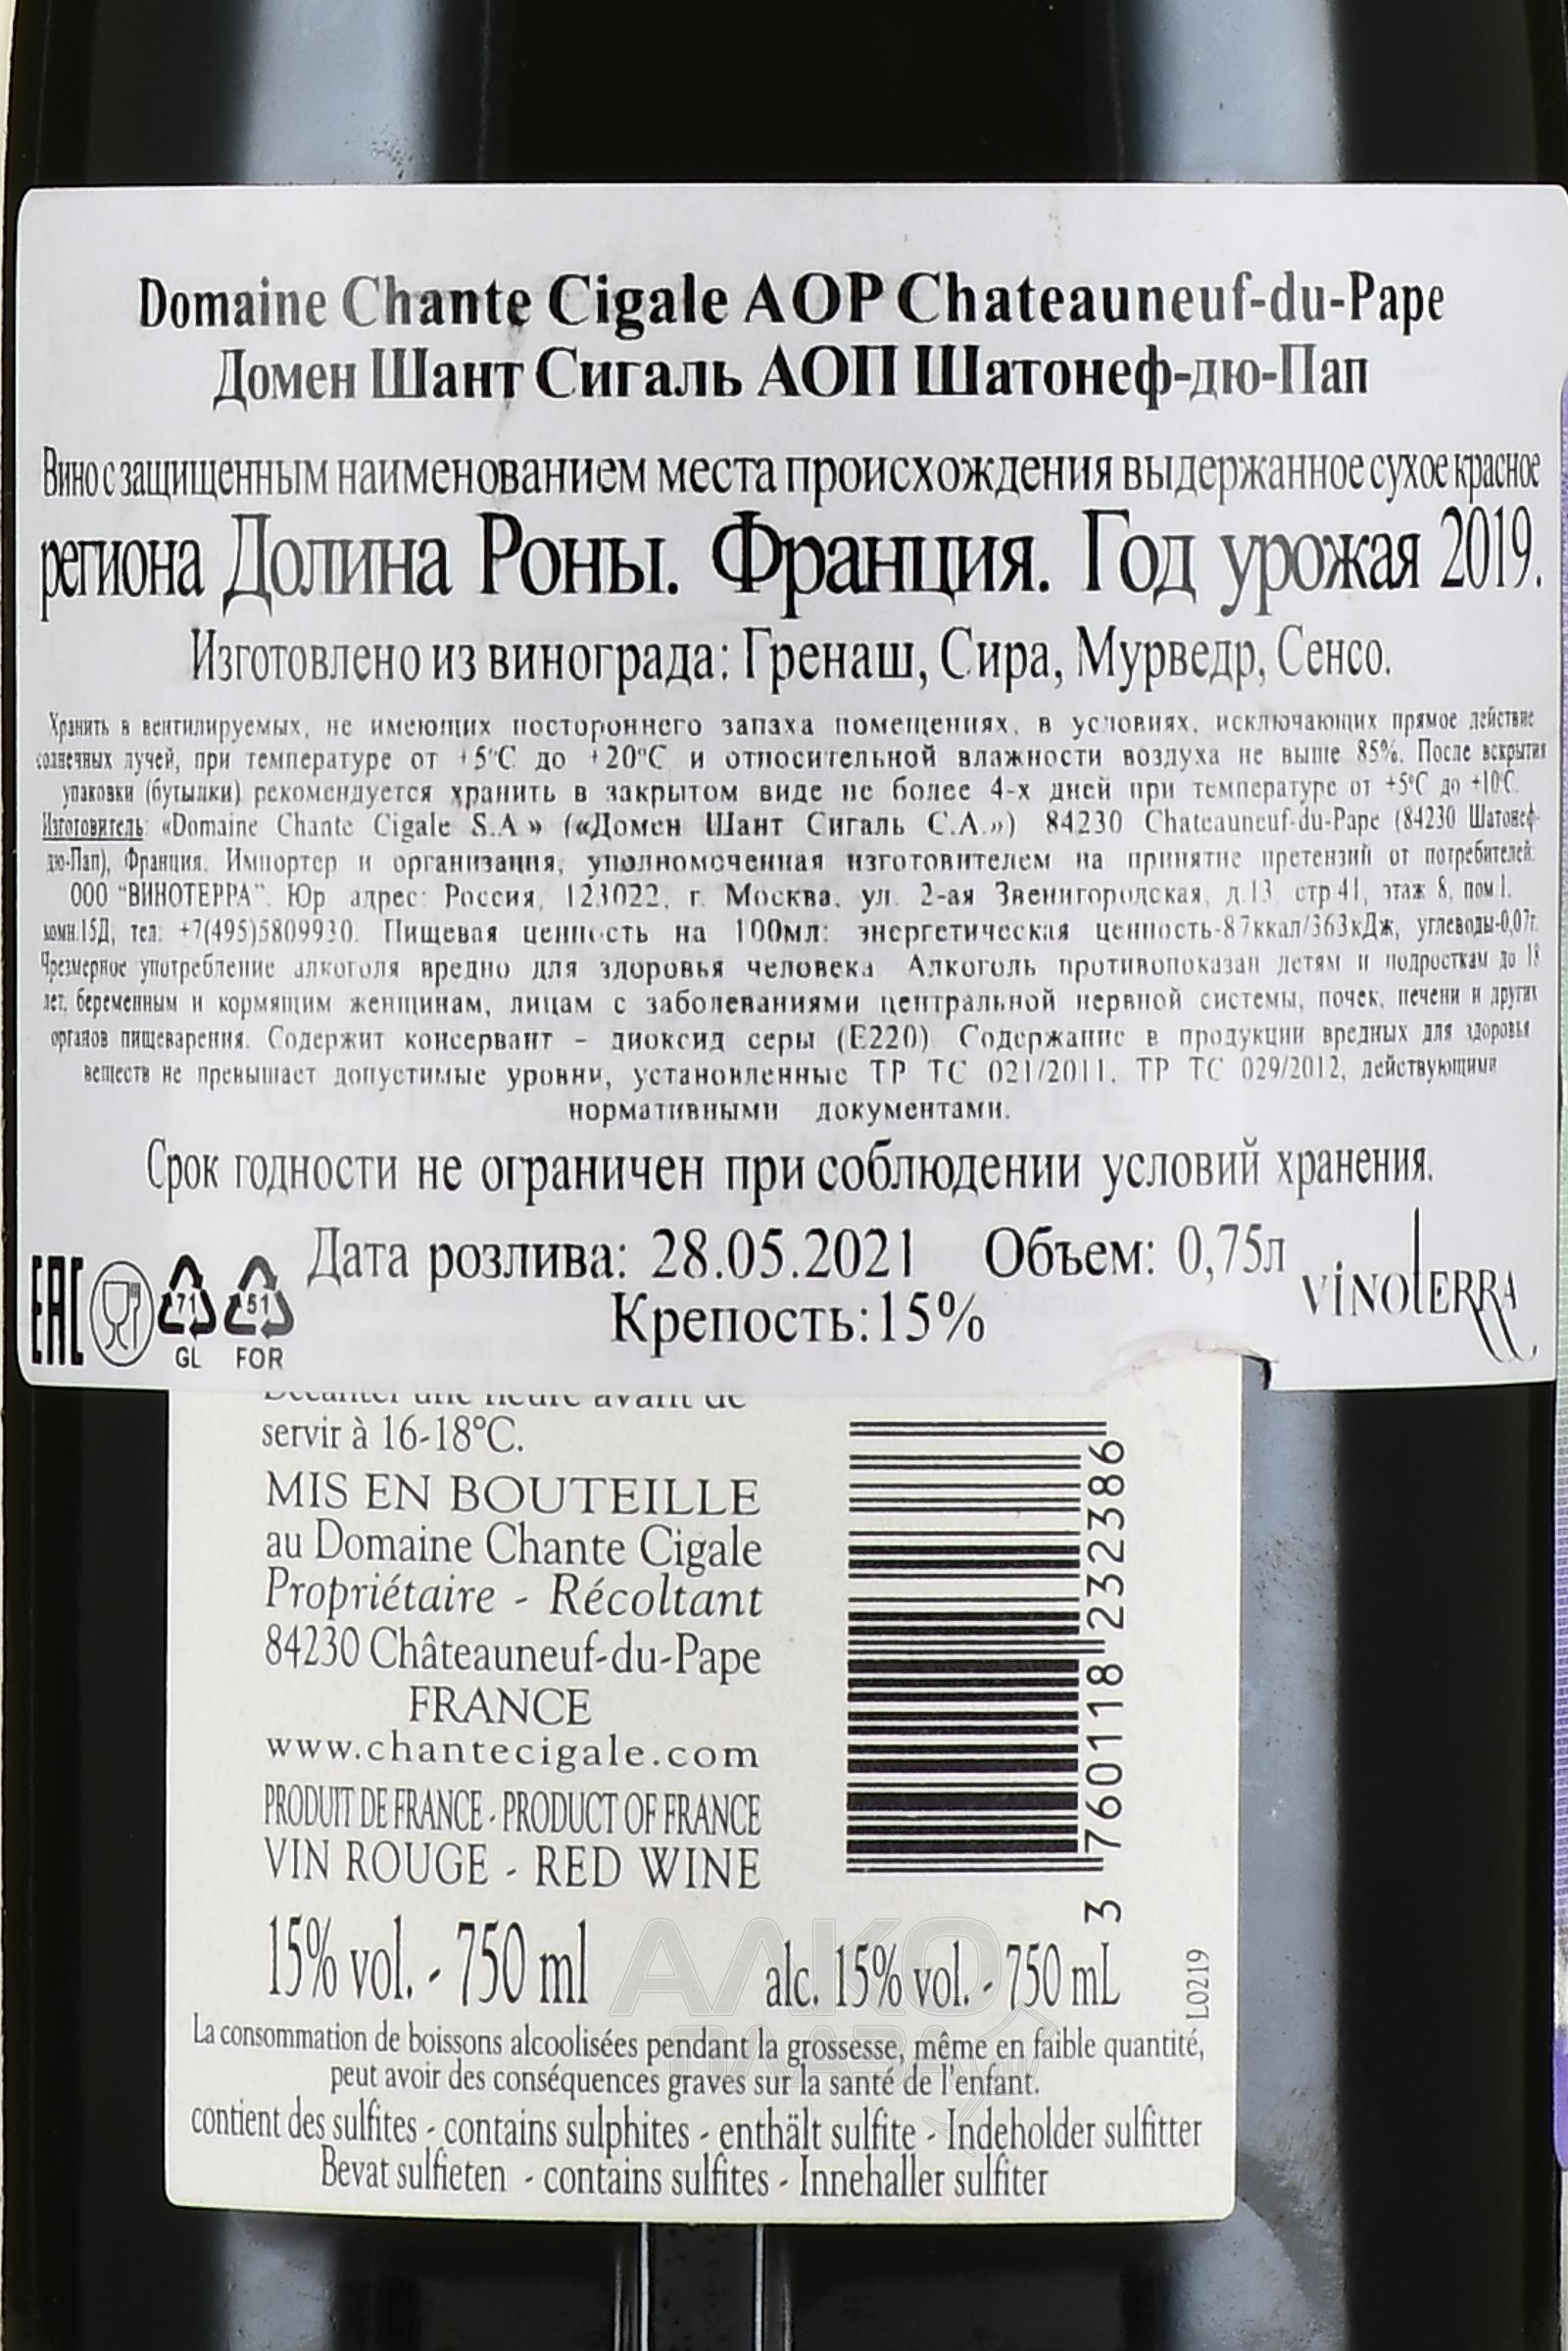 Domaine Chante Cigale AOP Chateauneuf-du-Pape
Домен Шант Сигаль АОП Шатонеф-дю-Пап
Вино с защищенным наименованием места происхождения выдержанное сухое красное
региона Долина Роны. Франция. Год урожая 2019.
Изготовлено из винограда: Гренаш, Сира, Мурведр, Сенсо.
Хранить в вентилируемых, не имеющих постороннего запаха помещениях, в условиях, исключающих прямое действие
солнечных лучей, при температуре от +5°C до +20°C и относительной влажности воздуха не выше 85%. После вскрытия
упаковки (бутылки) рекомендуется хранить в закрытом виде не более 4-х дней при температуре от +5°C до +10°C.
Изготовитель: «Domaine Chante Cigale S.A.» («Домен Шант Сигаль С.А.») 84230 Chateauneuf-du-Pape (84230 Шатонеф-
дю-Пап), Франция. Импортер и организация, уполномоченная изготовителем на принятие претензий от потребителей:
ООО "ВИНОТЕРРА". Юр адрес: Россия, 123022, г. Москва, ул. 2-ая Звенигородская, д.13, стр 41, этаж 8, пом I,
комн.15Д, тел: +7(495)5809930. Пищевая ценность на 100мл: энергетическая ценность-87ккал/363кДж, углеводы-0,07г.
Чрезмерное употребление алкоголя вредно для здоровья человека Алкоголь противопоказан детям и подросткам до 18
лет, беременным и кормящим женщинам, лицам с заболеваниями центральной нервной системы, почек, печени и других
органов пищеварения. Содержит консервант - диоксид серы (E220) Содержание в продукции вредных для здоровья
веществ не превышает допустимые уровни, установленные ТР ТС 021/2011, ТР ТС 029/2012, действующими
нормативными документами.
Срок годности не ограничен при соблюдении условий хранения.
Дата розлива: 28.05.2021 Объем: 0,75л
Крепость:15%
EAC
71
GL
51
FOR
VINOTERRA
Décanter une heure avant de
servir à 16-18°C.
MIS EN BOUTEILLE
au Domaine Chante Cigale
Propriétaire - Récoltant
84230 Châteauneuf-du-Pape
FRANCE
www.chantecigale.com
PRODUIT DE FRANCE - PRODUCT OF FRANCE
VIN ROUGE - RED WINE
15% vol. - 750 ml
alc. 15% vol. - 750 mL
3 760118 232386
L0219
La consommation de boissons alcoolisées pendant la grossesse, même en faible quantité,
peut avoir des conséquences graves sur la santé de l'enfant.
contient des sulfites - contains sulphites - enthält sulfite - Indeholder sulfitter
Bevat sulfieten - contains sulfites - Innehaller sulfiter
АЛКО
ПЛАЗА